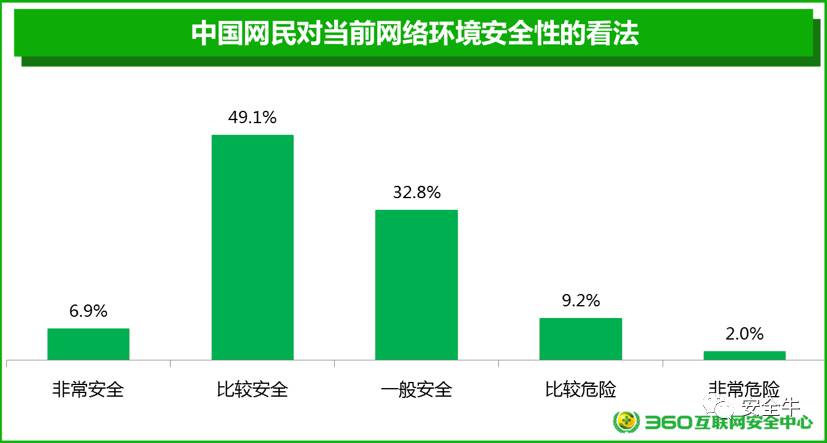 中国网民对当前网络环境安全性的看法
49.1%
32.8%
6.9%
9.2%
2.0%
非常安全 比较安全 一般安全 比较危险 非常危险
安全牛
360互联网安全中心